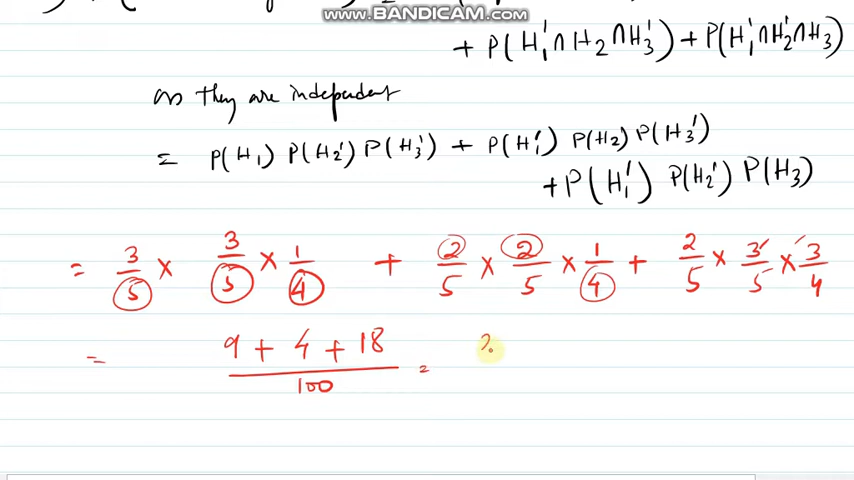 www.BANDICAM.com
+ P(H₁'∩H₂∩H₃') + P(H₁'∩H₂'∩H₃)
as they are independent
= P(H₁) P(H₂') P(H₃') + P(H₁') P(H₂) P(H₃')
+ P(H₁') P(H₂') P(H₃)
= 3/5 × 3/5 × 1/4 + 2/5 × 2/5 × 1/4 + 2/5 × 3/5 × 3/4
= (9 + 4 + 18)/100 =